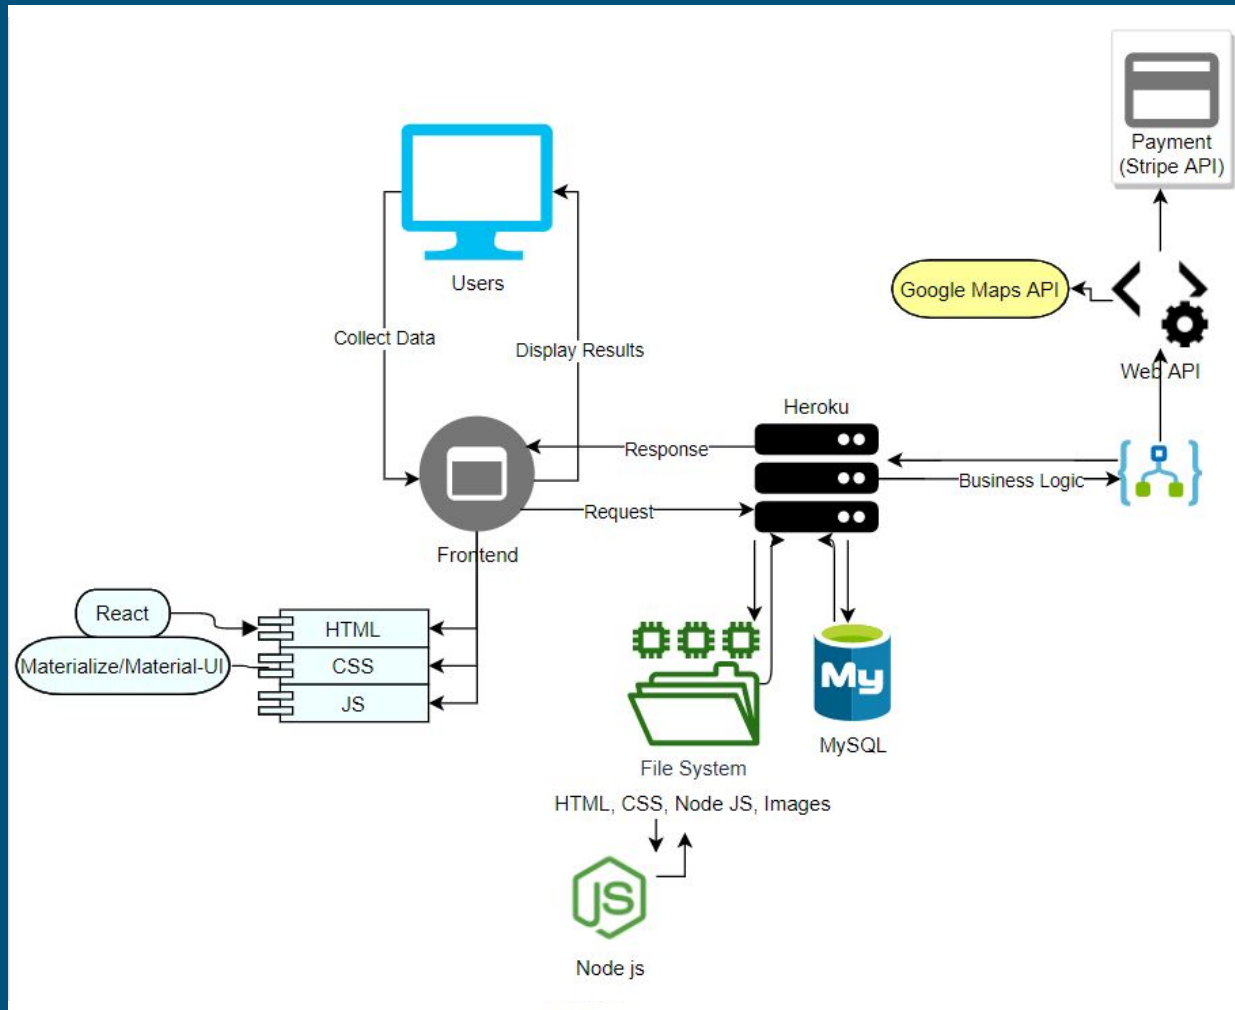 Payment
(Stripe API)
Users
Google Maps API
Collect Data
Display Results
Web API
Heroku
Response
Business Logic
Request
Frontend
React
HTML
Materialize/Material-UI
CSS
JS
My
MySQL
File System
HTML, CSS, Node JS, Images
JS
Node js